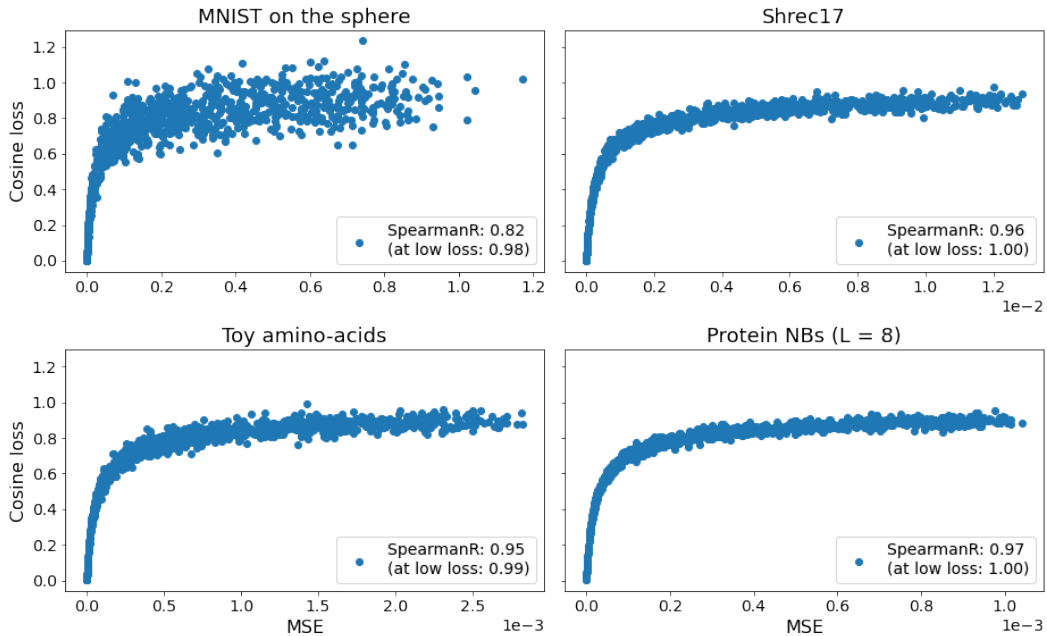 MNIST on the sphere
Shrec17
Cosine loss
1.2
1.0
0.8
0.6
0.4
0.2
0.0
SpearmanR: 0.82
(at low loss: 0.98)
SpearmanR: 0.96
(at low loss: 1.00)
0.0 0.2 0.4 0.6 0.8 1.0 1.2
0.0 0.2 0.4 0.6 0.8 1.0 1.2
1e−2
Toy amino-acids
Protein NBs (L = 8)
Cosine loss
1.2
1.0
0.8
0.6
0.4
0.2
0.0
SpearmanR: 0.95
(at low loss: 0.99)
SpearmanR: 0.97
(at low loss: 1.00)
0.0 0.5 1.0 1.5 2.0 2.5
0.0 0.2 0.4 0.6 0.8 1.0
MSE
1e−3
MSE
1e−3